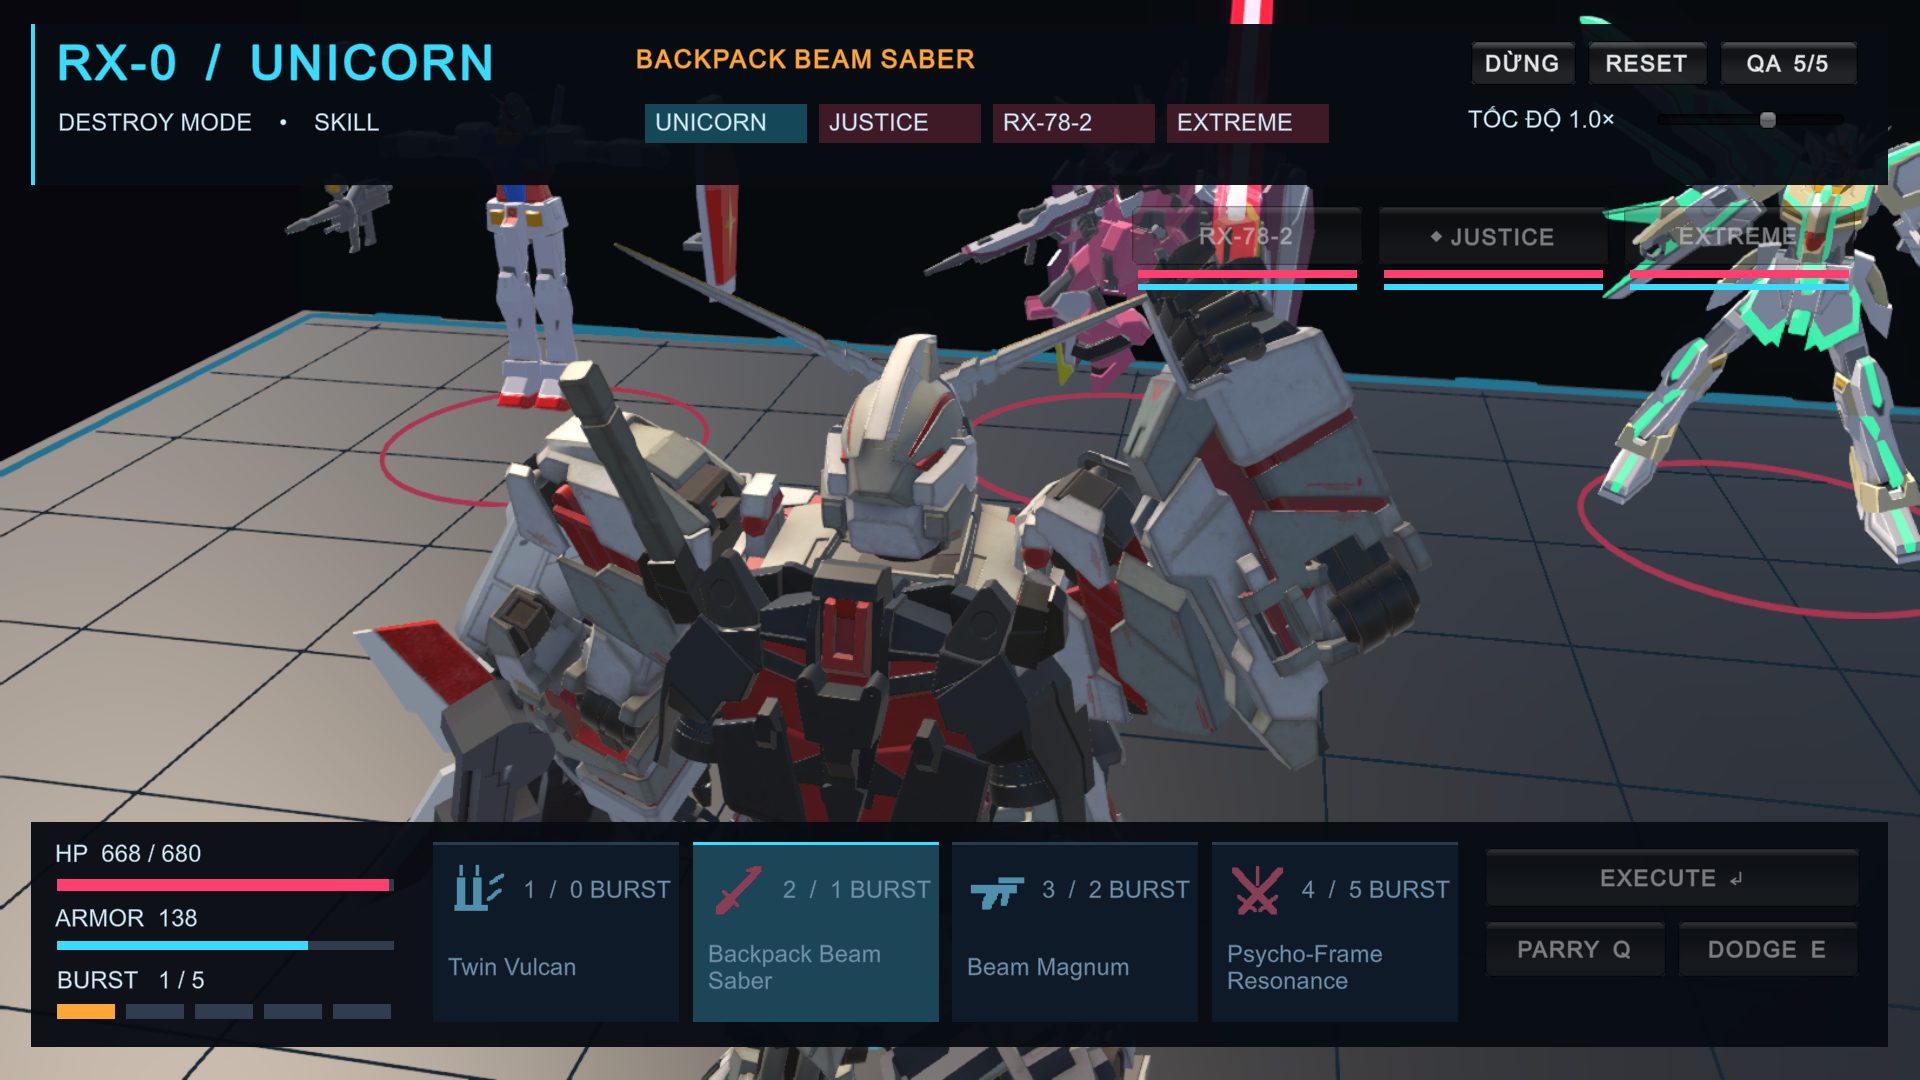 RX-0 / UNICORN
DESTROY MODE • SKILL
BACKPACK BEAM SABER
UNICORN
JUSTICE
RX-78-2
EXTREME
DỪNG
RESET
QA 5/5
TỐC ĐỘ 1.0×
RX-78-2
◆ JUSTICE
EXTREME
HP 668 / 680
ARMOR 138
BURST 1 / 5
1 / 0 BURST
Twin Vulcan
2 / 1 BURST
Backpack Beam
Saber
3 / 2 BURST
Beam Magnum
4 / 5 BURST
Psycho-Frame
Resonance
EXECUTE ↲
PARRY Q
DODGE E